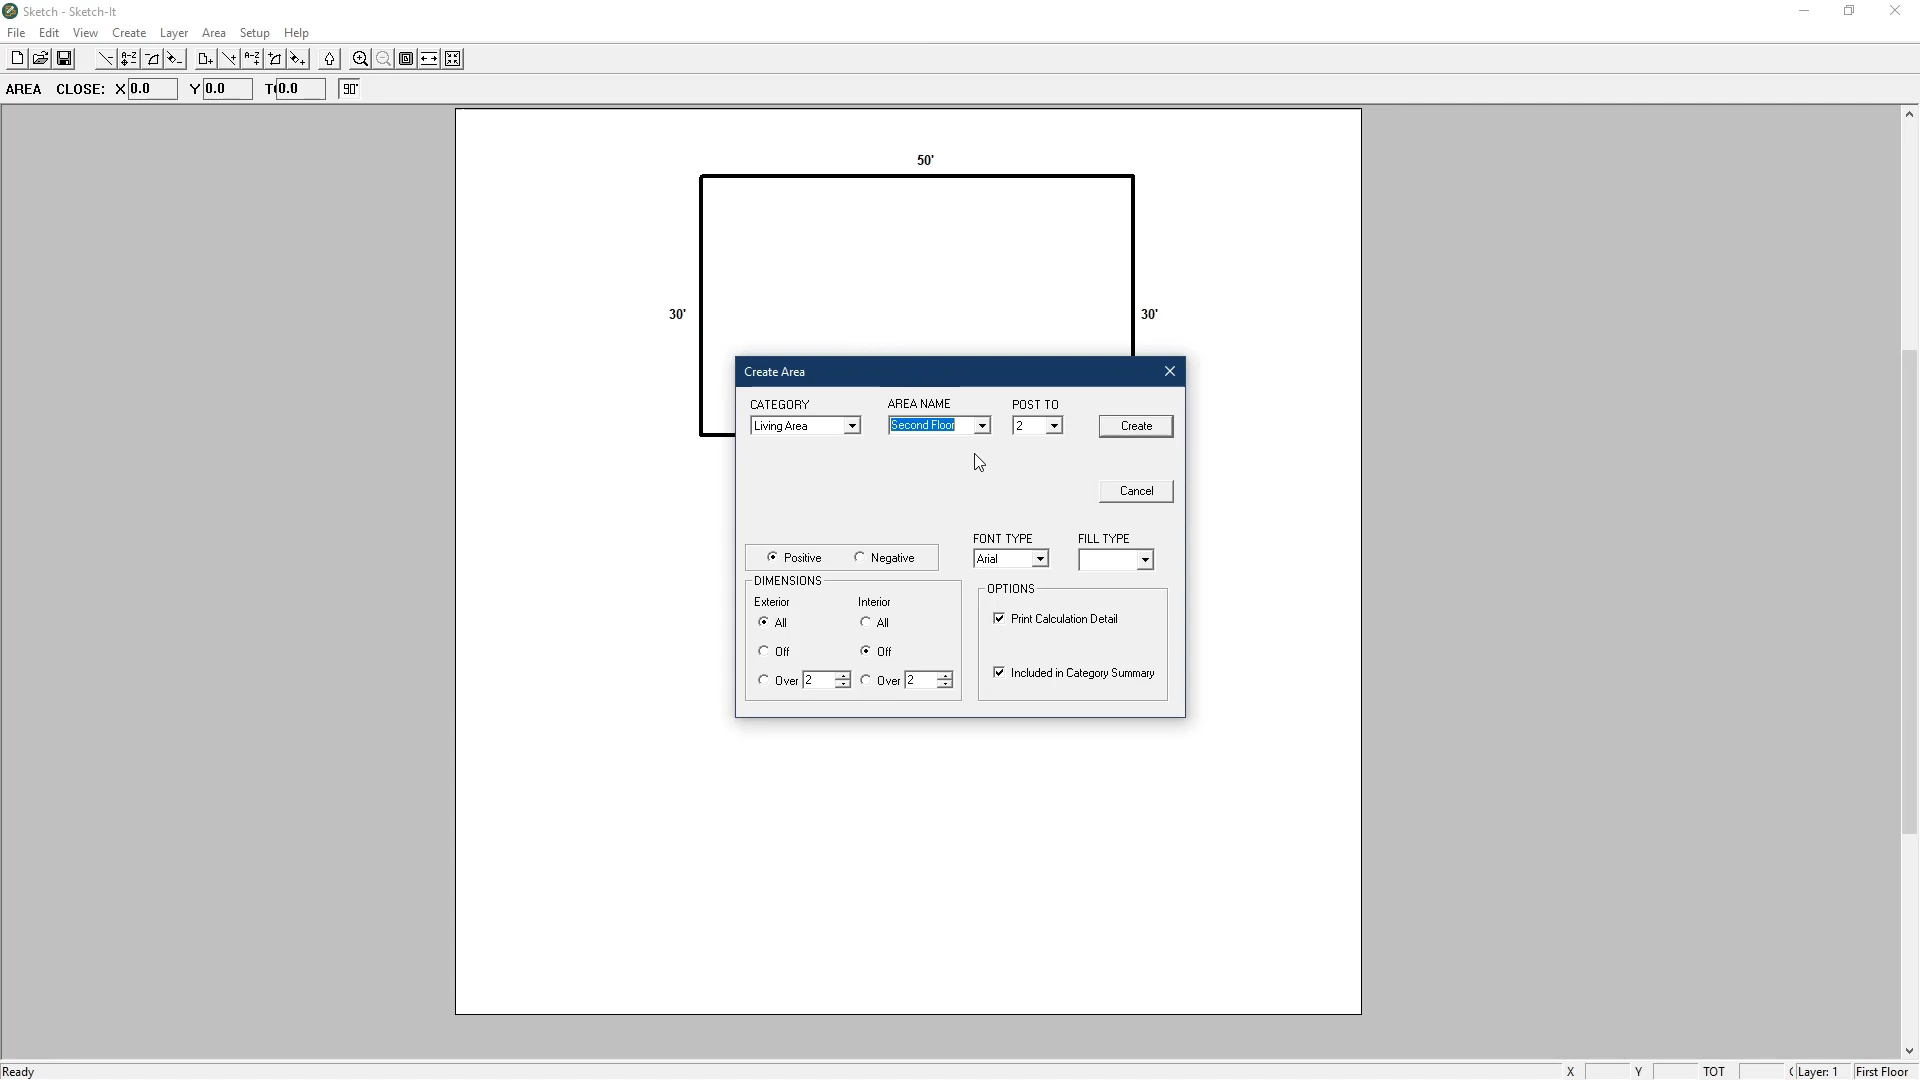 Sketch - Sketch-It
File Edit View Create Layer Area Setup Help
AREA CLOSE: X 0.0 Y 0.0 T( 0.0 90°
50'
30' 30'
Create Area
CATEGORY AREA NAME POST TO
Living Area Second Floor 2 Create
Cancel
FONT TYPE FILL TYPE
Positive Negative Arial
DIMENSIONS OPTIONS
Exterior Interior
All All Print Calculation Detail
Off Off
Included in Category Summary
Over 2 Over 2
Ready X Y TOT ( Layer: 1 First Floor